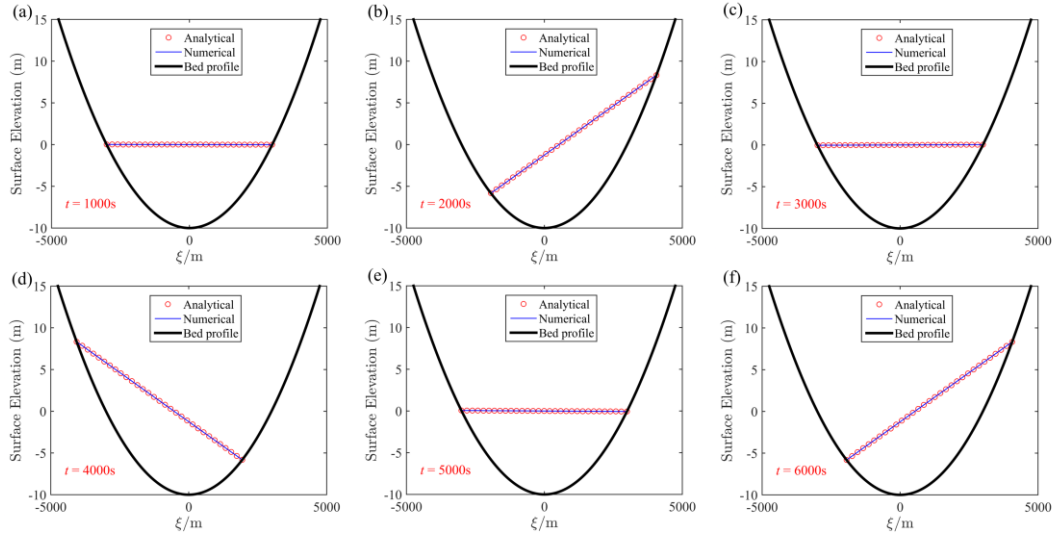 (a)
15
10
5
0
-5
-10
Surface Elevation (m)
Analytical
Numerical
Bed profile
t = 1000s
-5000 0 5000
ξ/m
(b)
15
10
5
0
-5
-10
Surface Elevation (m)
Analytical
Numerical
Bed profile
t = 2000s
-5000 0 5000
ξ/m
(c)
15
10
5
0
-5
-10
Surface Elevation (m)
Analytical
Numerical
Bed profile
t = 3000s
-5000 0 5000
ξ/m
(d)
15
10
5
0
-5
-10
Surface Elevation (m)
Analytical
Numerical
Bed profile
t = 4000s
-5000 0 5000
ξ/m
(e)
15
10
5
0
-5
-10
Surface Elevation (m)
Analytical
Numerical
Bed profile
t = 5000s
-5000 0 5000
ξ/m
(f)
15
10
5
0
-5
-10
Surface Elevation (m)
Analytical
Numerical
Bed profile
t = 6000s
-5000 0 5000
ξ/m